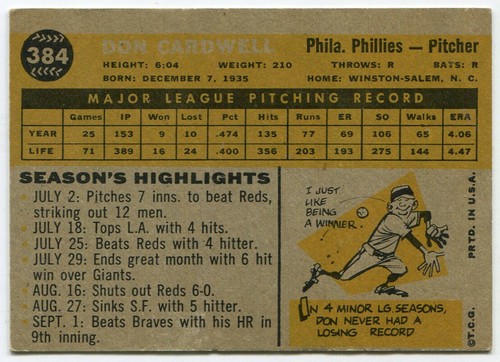 384
DON CARDWELL
Phila. Phillies — Pitcher
HEIGHT: 6:04 WEIGHT: 210 THROWS: R BATS: R
BORN: DECEMBER 7, 1935 HOME: WINSTON-SALEM, N. C.
MAJOR LEAGUE PITCHING RECORD
Games IP Won Lost Pct Hits Runs ER SO Walks ERA
YEAR 25 153 9 10 .474 135 77 69 106 65 4.06
LIFE 71 389 16 24 .400 356 203 193 275 144 4.47
SEASON'S HIGHLIGHTS
JULY 2: Pitches 7 inns. to beat Reds,
striking out 12 men.
JULY 18: Tops L.A. with 4 hits.
JULY 25: Beats Reds with 4 hitter.
JULY 29: Ends great month with 6 hit
win over Giants.
AUG. 16: Shuts out Reds 6-0.
AUG. 27: Sinks S.F. with 5 hitter.
SEPT. 1: Beats Braves with his HR in
9th inning.
I JUST
LIKE
BEING
A WINNER.
IN 4 MINOR LG SEASONS,
DON NEVER HAD A
LOSING RECORD
©T.C.G. PRTD. IN U.S.A.